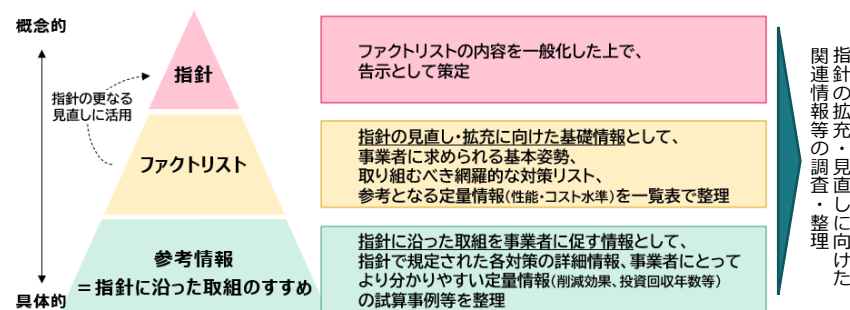 概念的
指針
指針の更なる
見直しに活用
ファクトリスト
参考情報
＝指針に沿った取組のすすめ
具体的
ファクトリストの内容を一般化した上で、
告示として策定
指針の見直し・拡充に向けた基礎情報として、
事業者に求められる基本姿勢、
取り組むべき網羅的な対策リスト、
参考となる定量情報(性能・コスト水準)を一覧表で整理
指針に沿った取組を事業者に促す情報として、
指針で規定された各対策の詳細情報、事業者にとって
より分かりやすい定量情報(削減効果、投資回収年数等)
の試算事例等を整理
指針の拡充・見直しに向けた
関連情報等の調査・整理